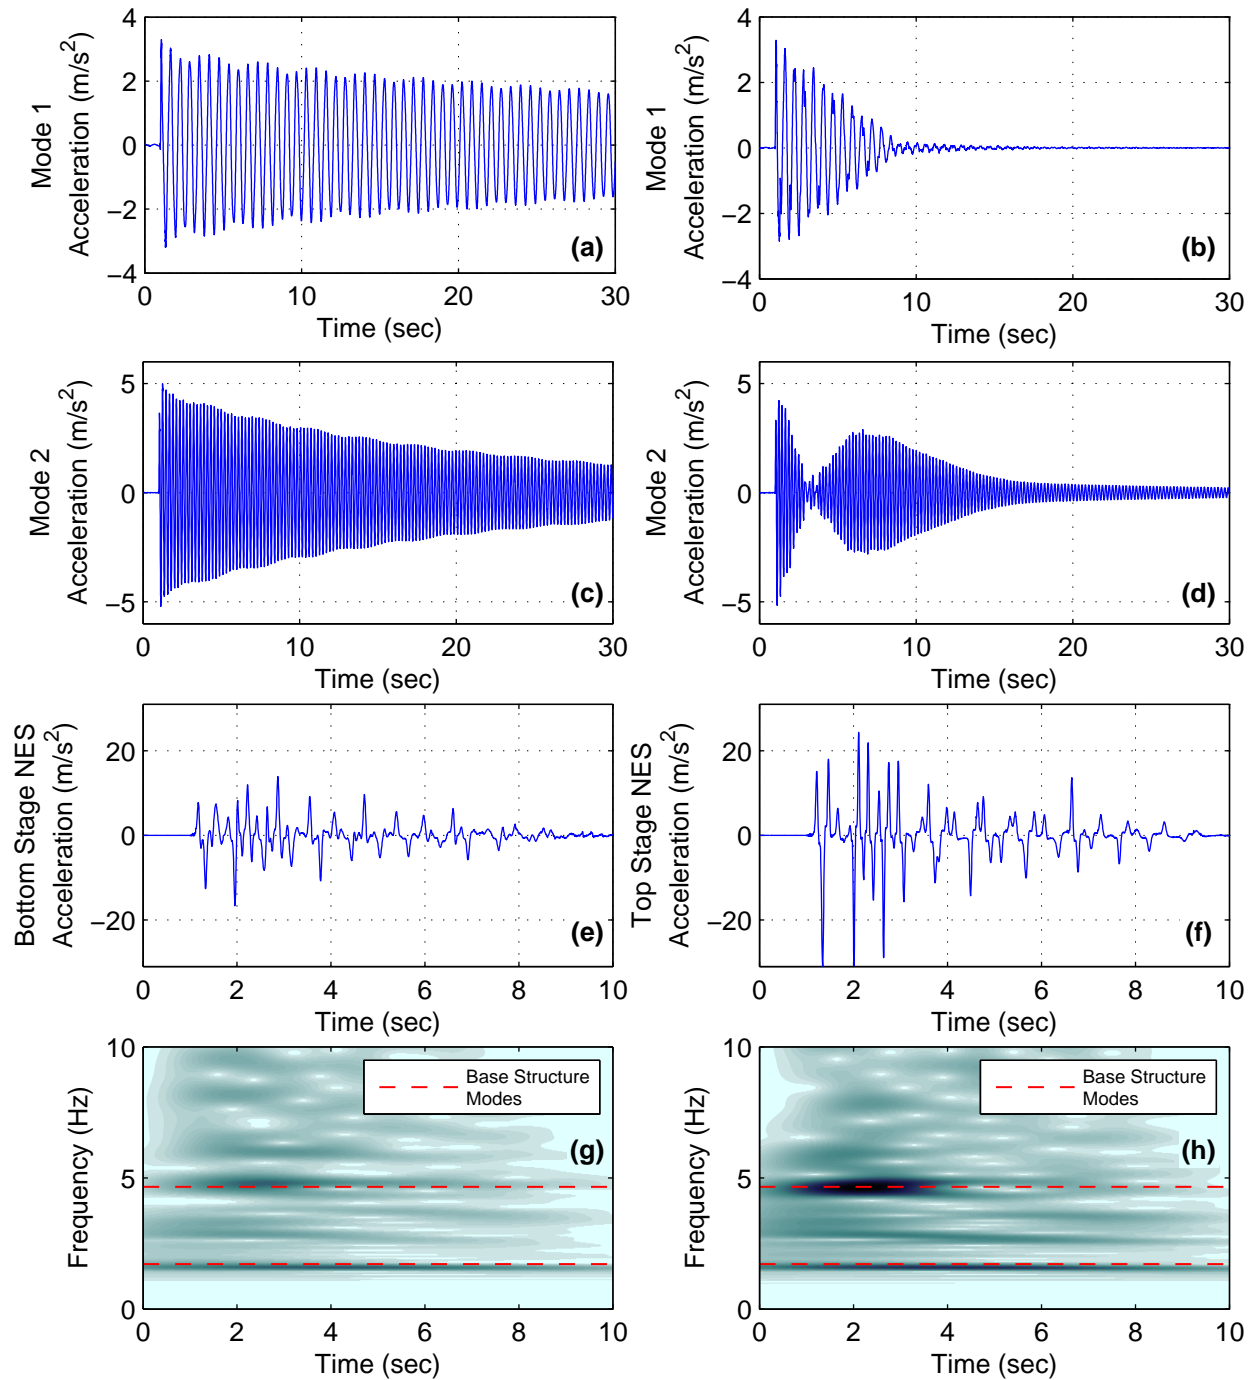 4
2
0
−2
−4
0
10
20
30
Time (sec)
Mode 1
Acceleration (m/s²)
(a)
4
2
0
−2
−4
0
10
20
30
Time (sec)
Mode 1
Acceleration (m/s²)
(b)
5
0
−5
0
10
20
30
Time (sec)
Mode 2
Acceleration (m/s²)
(c)
5
0
−5
0
10
20
30
Time (sec)
Mode 2
Acceleration (m/s²)
(d)
20
0
−20
0
2
4
6
8
10
Time (sec)
Bottom Stage NES
Acceleration (m/s²)
(e)
20
0
−20
0
2
4
6
8
10
Time (sec)
Top Stage NES
Acceleration (m/s²)
(f)
10
5
0
0
2
4
6
8
10
Time (sec)
Frequency (Hz)
Base Structure
Modes
(g)
10
5
0
0
2
4
6
8
10
Time (sec)
Frequency (Hz)
Base Structure
Modes
(h)